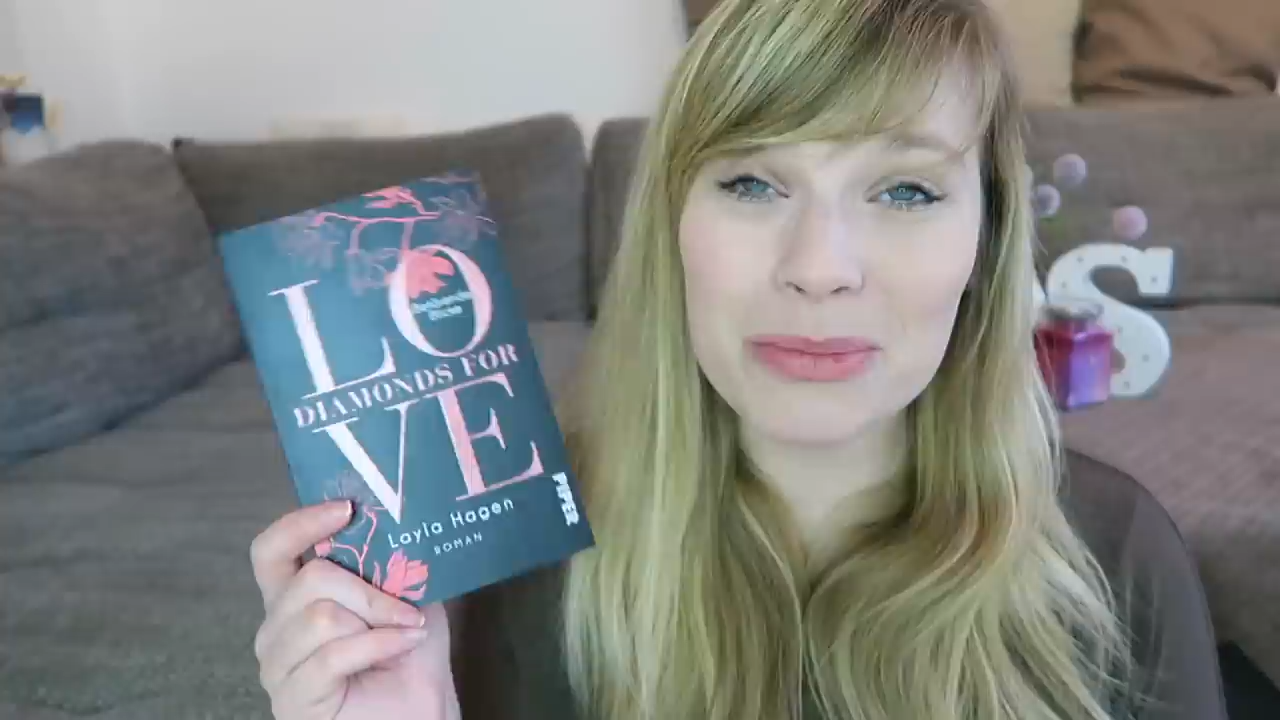 LO
DIAMONDS FOR
VE
Layla Hagen
ROMAN
PIPER
S